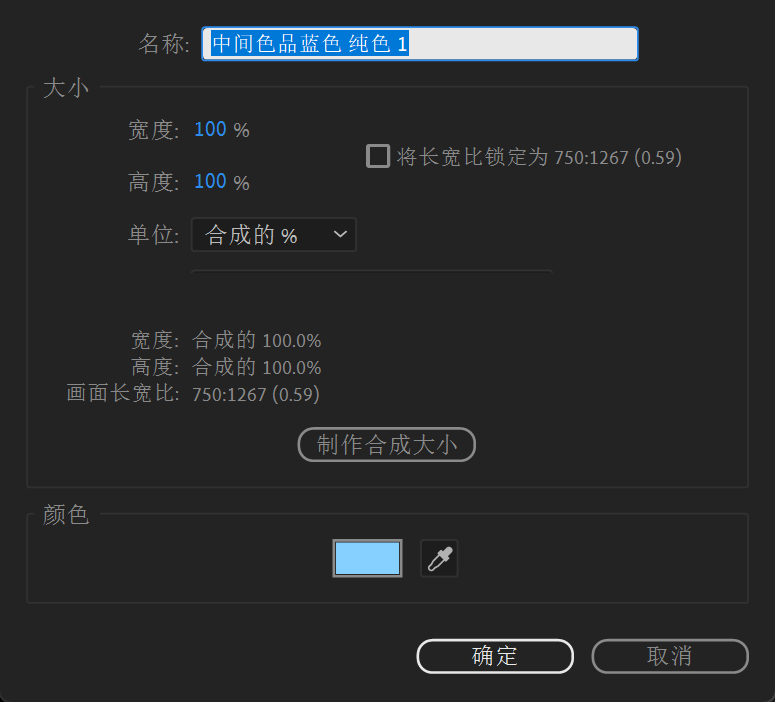 名称: 中间色品蓝色 纯色 1
大小
宽度: 100 %
将长宽比锁定为 750:1267 (0.59)
高度: 100 %
单位: 合成的 %
宽度: 合成的 100.0%
高度: 合成的 100.0%
画面长宽比: 750:1267 (0.59)
制作合成大小
颜色
确定 取消